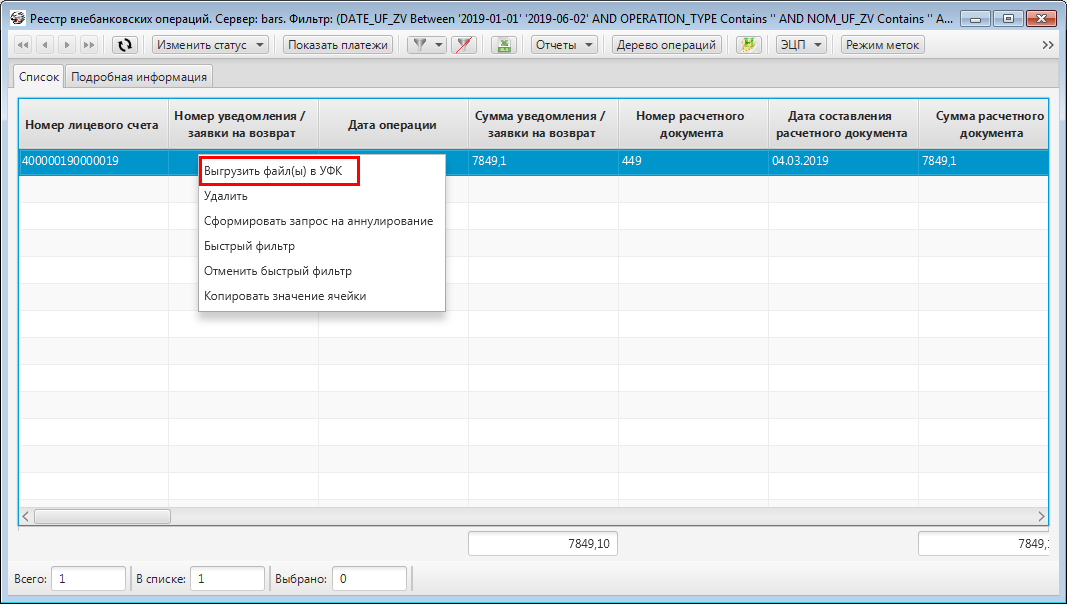 Реестр внебанковских операций. Сервер: bars. Фильтр: (DATE_UF_ZV Between '2019-01-01' '2019-06-02' AND OPERATION_TYPE Contains '' AND NOM_UF_ZV Contains '' A...
Изменить статус Показать платежи Отчеты Дерево операций ЭЦП Режим меток
Список Подробная информация
Номер лицевого счета Номер уведомления / заявки на возврат Дата операции Сумма уведомления / заявки на возврат Номер расчетного документа Дата составления расчетного документа Сумма расчетного документа
400000190000019 7849,1 449 04.03.2019 7849,1
Выгрузить файл(ы) в УФК
Удалить
Сформировать запрос на аннулирование
Быстрый фильтр
Отменить быстрый фильтр
Копировать значение ячейки
7849,10 7849,1
Всего: 1 В списке: 1 Выбрано: 0